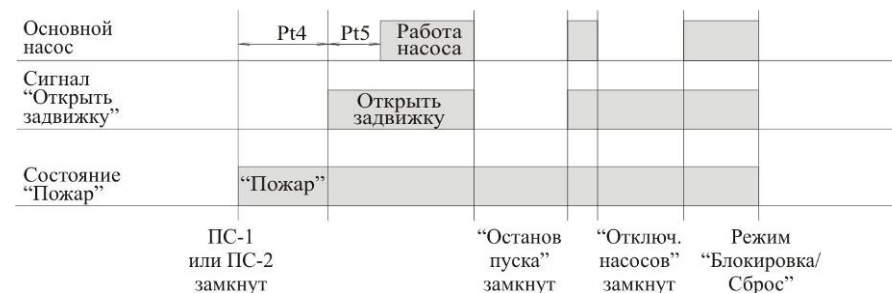 Основной
насос
Pt4
Pt5
Работа
насоса
Сигнал
“Открыть
задвижку”
Открыть
задвижку
Состояние
“Пожар”
“Пожар”
ПС-1
или ПС-2
замкнут
“Останов
пуска”
замкнут
“Отключ.
насосов”
замкнут
Режим
“Блокировка/
Сброс”